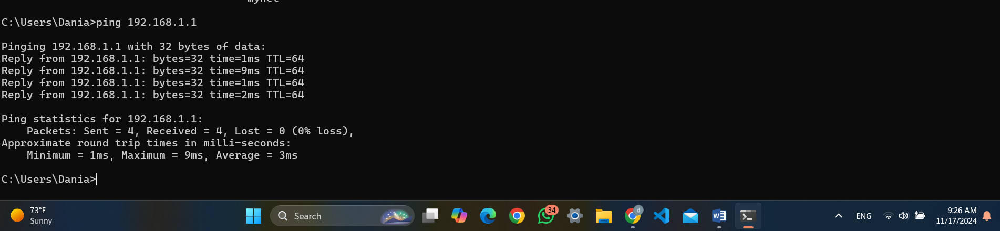 mynet
C:\Users\Dania>ping 192.168.1.1
Pinging 192.168.1.1 with 32 bytes of data:
Reply from 192.168.1.1: bytes=32 time=1ms TTL=64
Reply from 192.168.1.1: bytes=32 time=9ms TTL=64
Reply from 192.168.1.1: bytes=32 time=1ms TTL=64
Reply from 192.168.1.1: bytes=32 time=2ms TTL=64
Ping statistics for 192.168.1.1:
Packets: Sent = 4, Received = 4, Lost = 0 (0% loss),
Approximate round trip times in milli-seconds:
Minimum = 1ms, Maximum = 9ms, Average = 3ms
C:\Users\Dania>
73°F
Sunny
Search
34
d
W
ENG
9:26 AM
11/17/2024